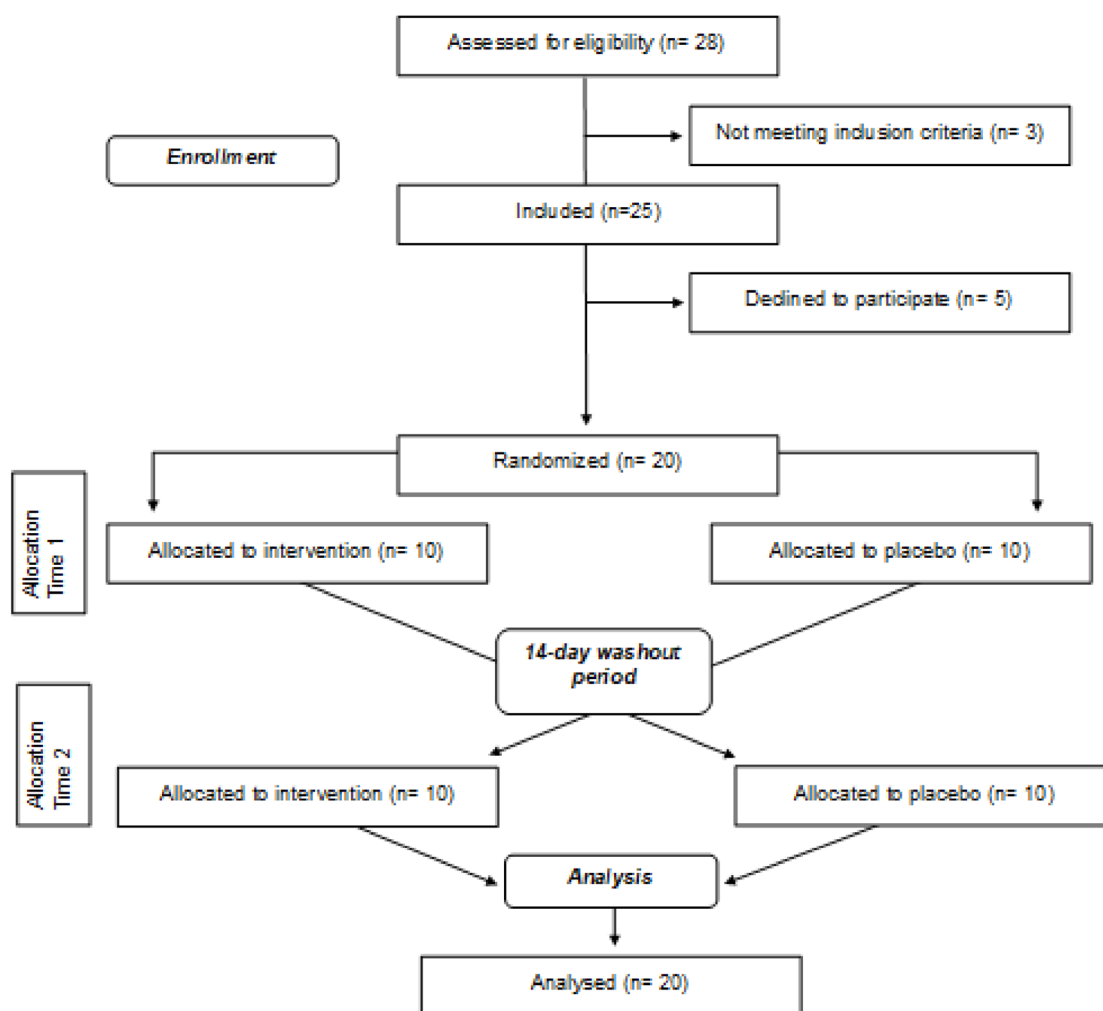 Assessed for eligibility (n= 28)
Not meeting inclusion criteria (n= 3)
Enrollment
Included (n=25)
Declined to participate (n= 5)
Randomized (n= 20)
Allocation
Time 1
Allocated to intervention (n= 10)
Allocated to placebo (n= 10)
14-day washout
period
Allocation
Time 2
Allocated to intervention (n= 10)
Allocated to placebo (n= 10)
Analysis
Analysed (n= 20)